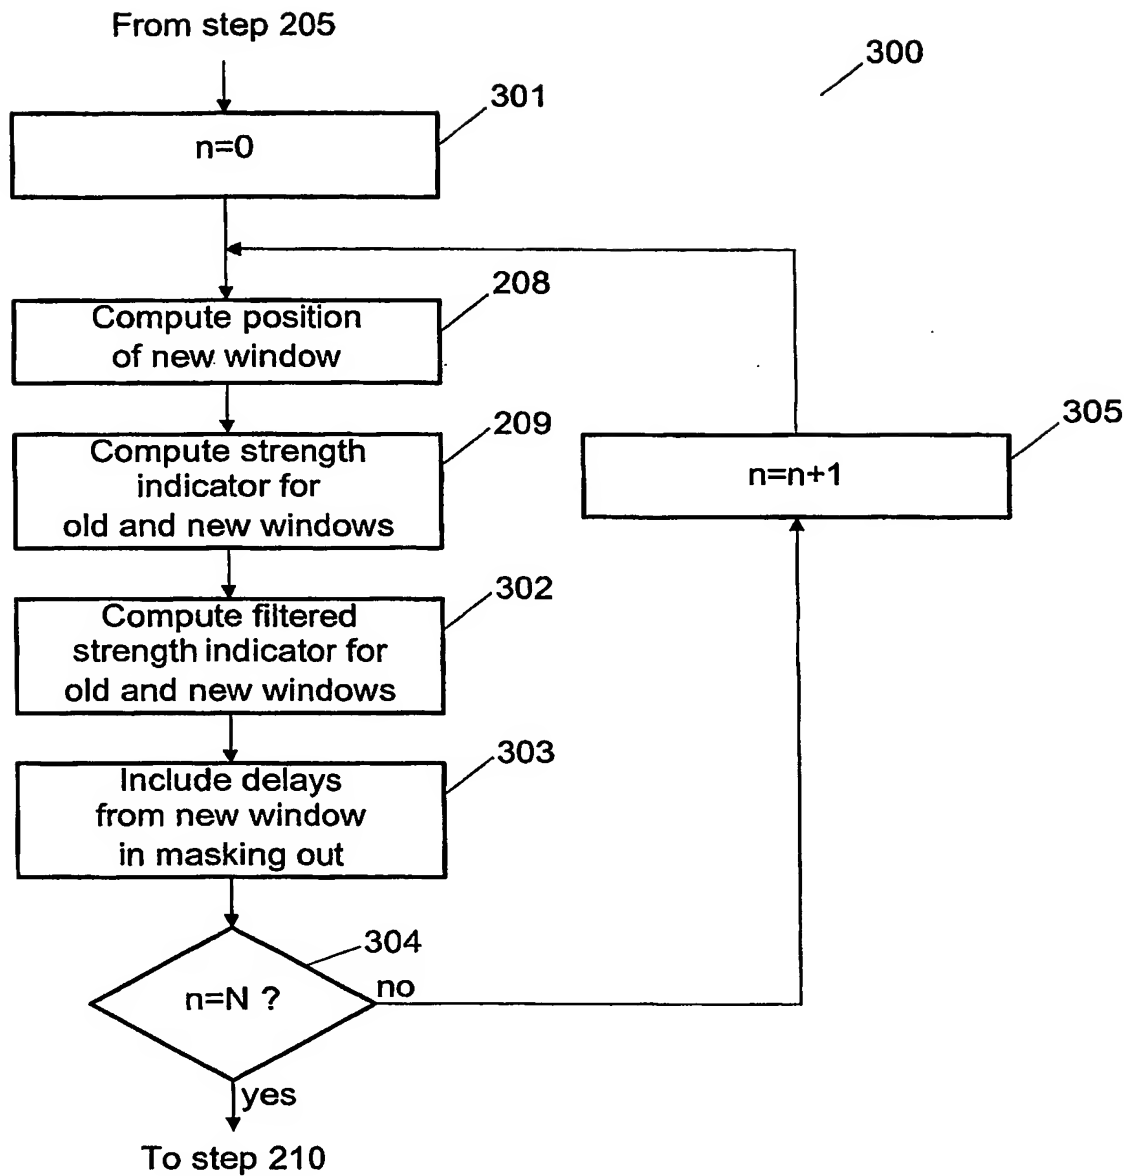 From step 205
300
301
n=0
208
Compute position
of new window
209
Compute strength
indicator for
old and new windows
305
n=n+1
302
Compute filtered
strength indicator for
old and new windows
303
Include delays
from new window
in masking out
304
n=N ?
no
yes
To step 210